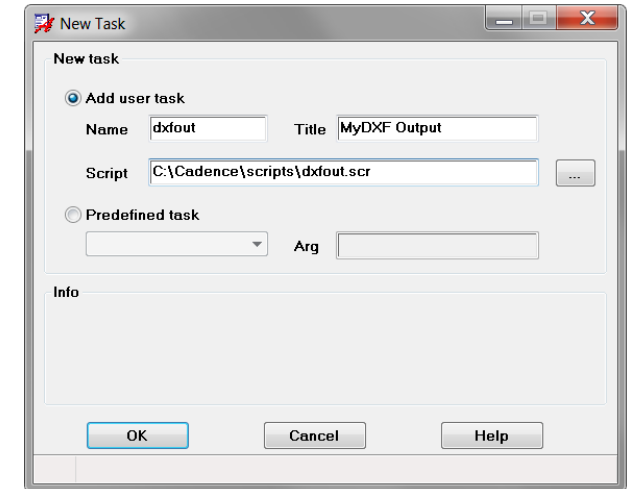 New Task
New task
Add user task
Name dxfout Title MyDXF Output
Script C:\Cadence\scripts\dxfout.scr ...
Predefined task
Arg
Info
OK Cancel Help